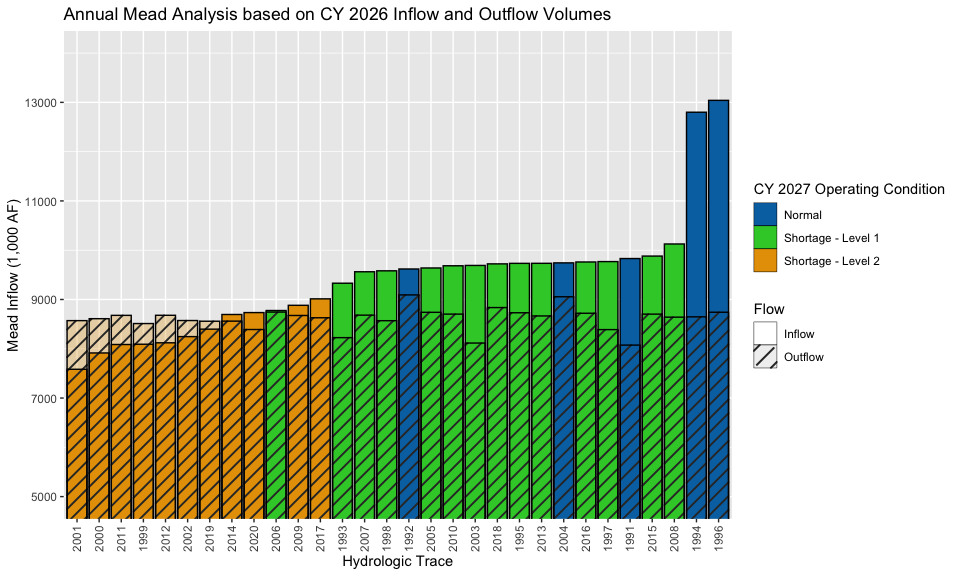 Annual Mead Analysis based on CY 2026 Inflow and Outflow Volumes
Mead Inflow (1,000 AF)
13000
11000
9000
7000
5000
2001 2000 2011 1999 2012 2002 2019 2014 2020 2006 2009 2017 1993 2007 1998 1992 2005 2010 2003 2018 1995 2013 2004 2016 1997 1991 2015 2008 1994 1996
Hydrologic Trace
CY 2027 Operating Condition
Normal
Shortage - Level 1
Shortage - Level 2
Flow
Inflow
Outflow